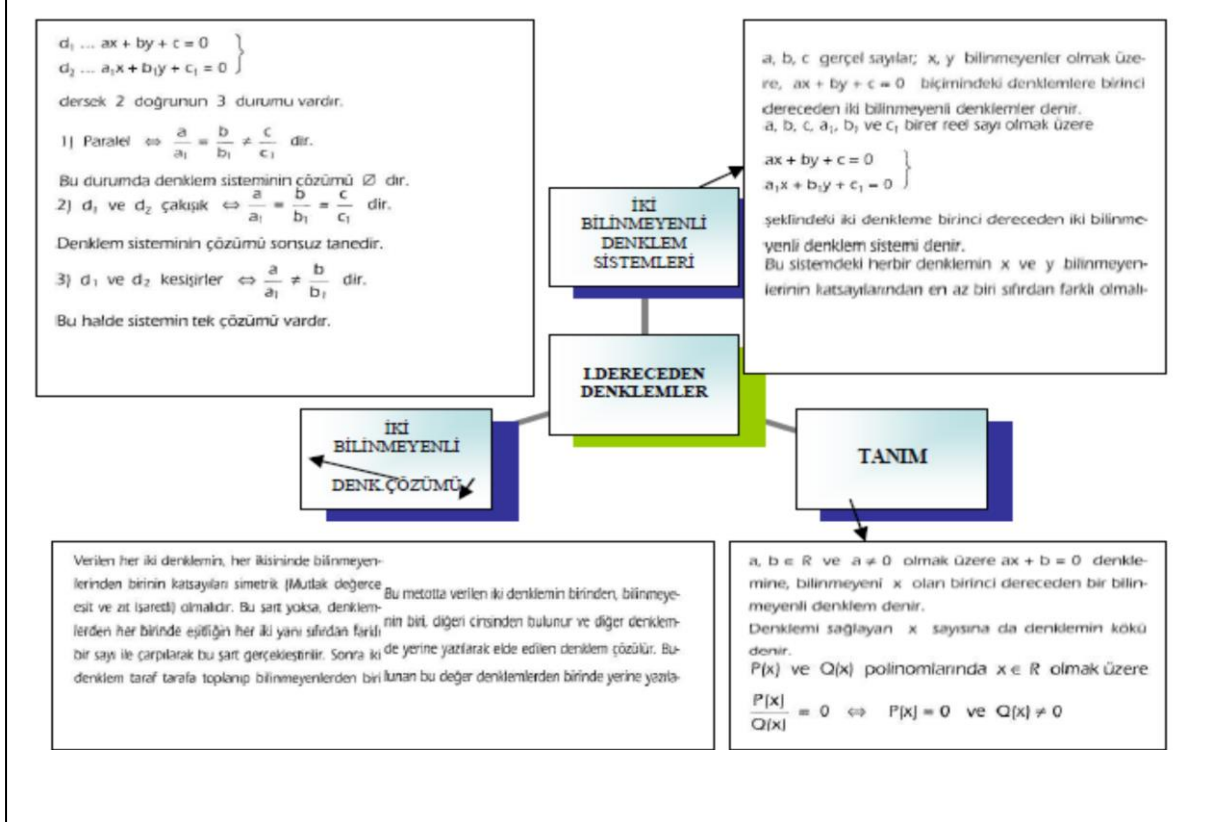 d₁ ... ax + by + c = 0
d₂ ... a₁x + b₁y + c₁ = 0
dersek 2 doğrunun 3 durumu vardır.
1) Paralel ⇔ a/a₁ = b/b₁ ≠ c/c₁ dir.
Bu durumda denklem sisteminin çözümü ∅ dır.
2) d₁ ve d₂ çakışık ⇔ a/a₁ = b/b₁ = c/c₁ dir.
Denklem sisteminin çözümü sonsuz tanedir.
3) d₁ ve d₂ kesişirler ⇔ a/a₁ ≠ b/b₁ dir.
Bu halde sistemin tek çözümü vardır.
a, b, c gerçel sayılar; x, y bilinmeyenler olmak üze-
re, ax + by + c = 0 biçimindeki denklemlere birinci
dereceden iki bilinmeyenli denklemler denir.
a, b, c, a₁, b₁ ve c₁ birer reel sayı olmak üzere
ax + by + c = 0
a₁x + b₁y + c₁ = 0
şeklindeki iki denkleme birinci dereceden iki bilinme-
yenli denklem sistemi denir.
Bu sistemdeki herbir denklemin x ve y bilinmeyen-
lerinin katsayılarından en az biri sıfırdan farklı olmalı-
İKİ
BİLİNMEYENLİ
DENKLEM
SİSTEMLERİ
I.DERECEDEN
DENKLEMLER
İKİ
BİLİNMEYENLİ
DENK.ÇÖZÜMÜ
TANIM
Verilen her iki denklemin, her ikisininde bilinmeyen-
lerinden birinin katsayıları simetrik (Mutlak değerce
eşit ve zıt işaretli) olmalıdır. Bu şart yoksa, denklem-
lerden her birinde eşitliğin her iki yanı sıfırdan farklı
bir sayı ile çarpılarak bu şart gerçekleştirilir. Sonra iki
denklem taraf tarafa toplanıp bilinmeyenlerden biri
Bu metotta verilen iki denklemin birinden, bilinmeye-
nin biri, diğeri cinsinden bulunur ve diğer denklem-
de yerine yazılarak elde edilen denklem çözülür. Bu-
lunan bu değer denklemlerden birinde yerine yazıla-
a, b ∈ R ve a ≠ 0 olmak üzere ax + b = 0 denkle-
mine, bilinmeyeni x olan birinci dereceden bir bilin-
meyenli denklem denir.
Denklemi sağlayan x sayısına da denklemin kökü
denir.
P(x) ve Q(x) polinomlarında x ∈ R olmak üzere
P(x)/Q(x) = 0 ⇔ P(x) = 0 ve Q(x) ≠ 0